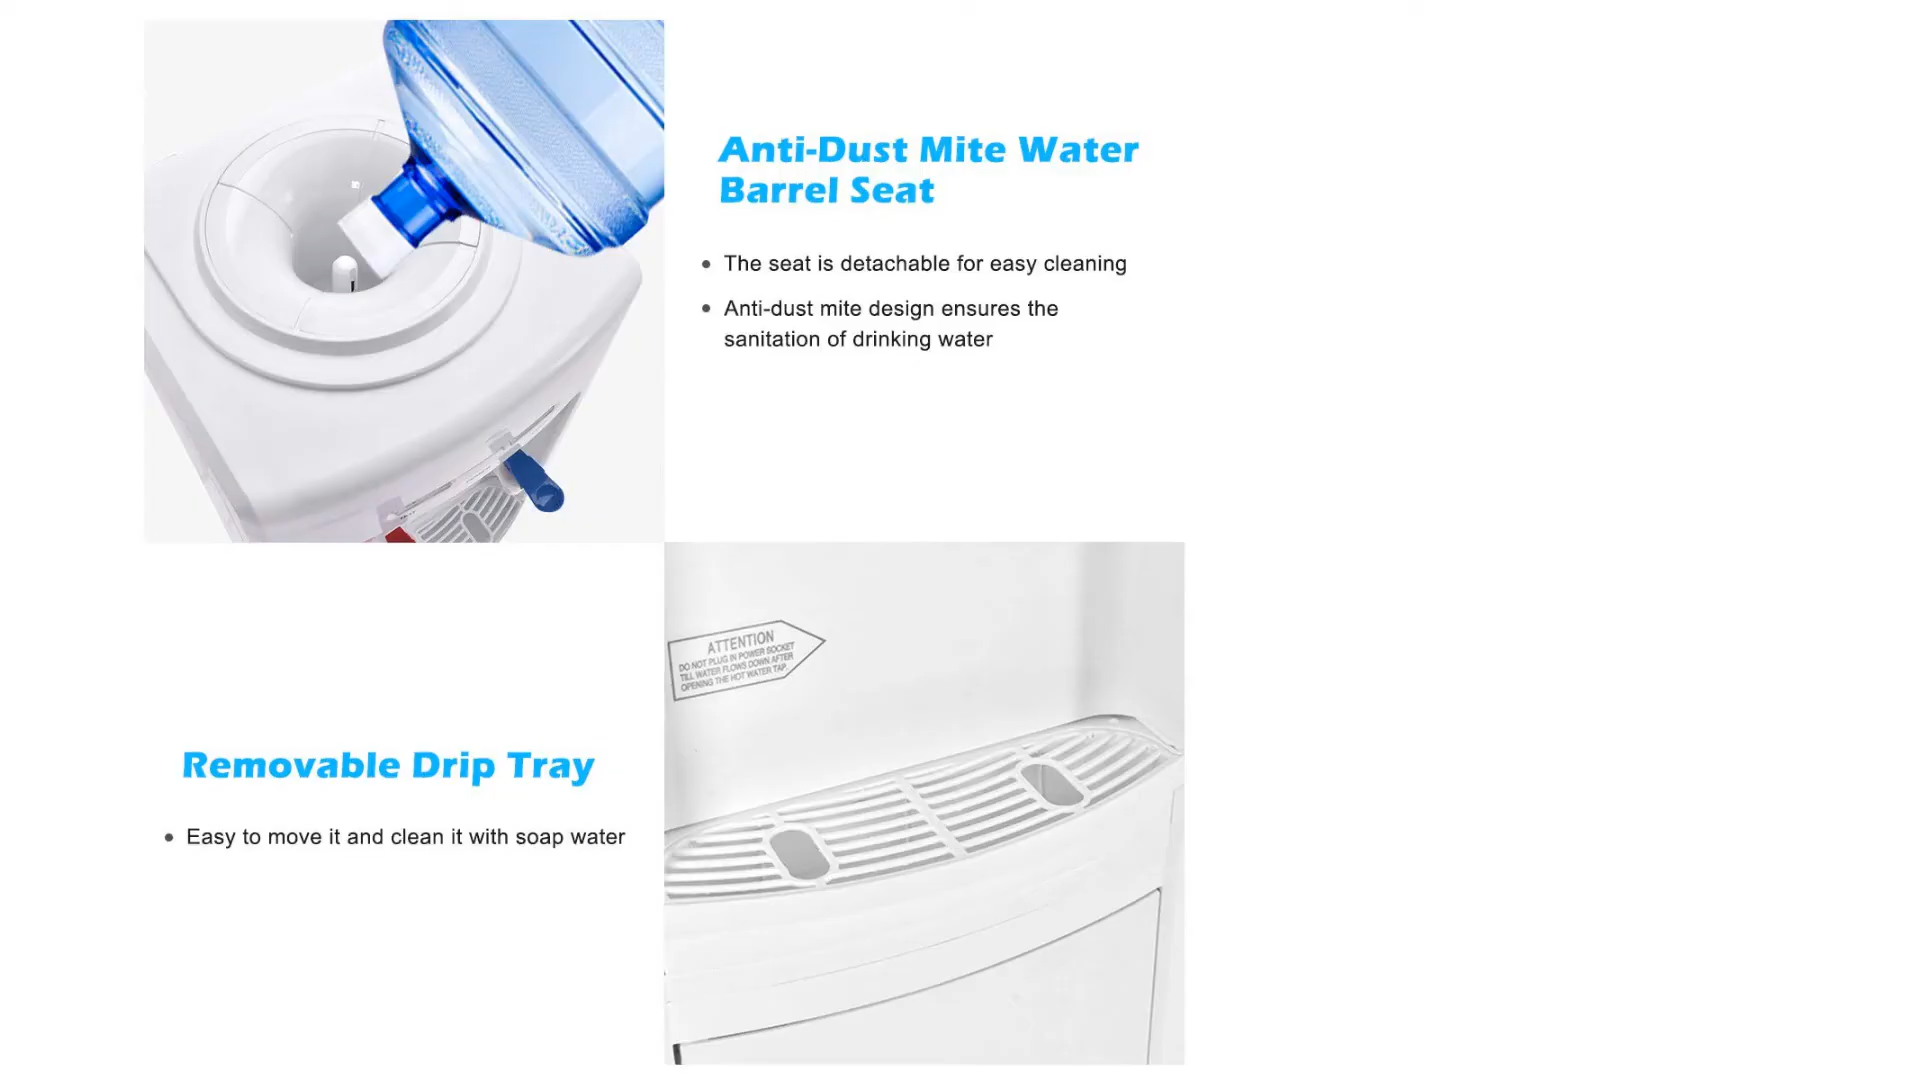 Anti-Dust Mite Water
Barrel Seat
The seat is detachable for easy cleaning
Anti-dust mite design ensures the
sanitation of drinking water
ATTENTION
DO NOT PLUG IN POWER SOCKET
TILL WATER FLOWS DOWN AFTER
OPENING THE HOT WATER TAP.
Removable Drip Tray
Easy to move it and clean it with soap water